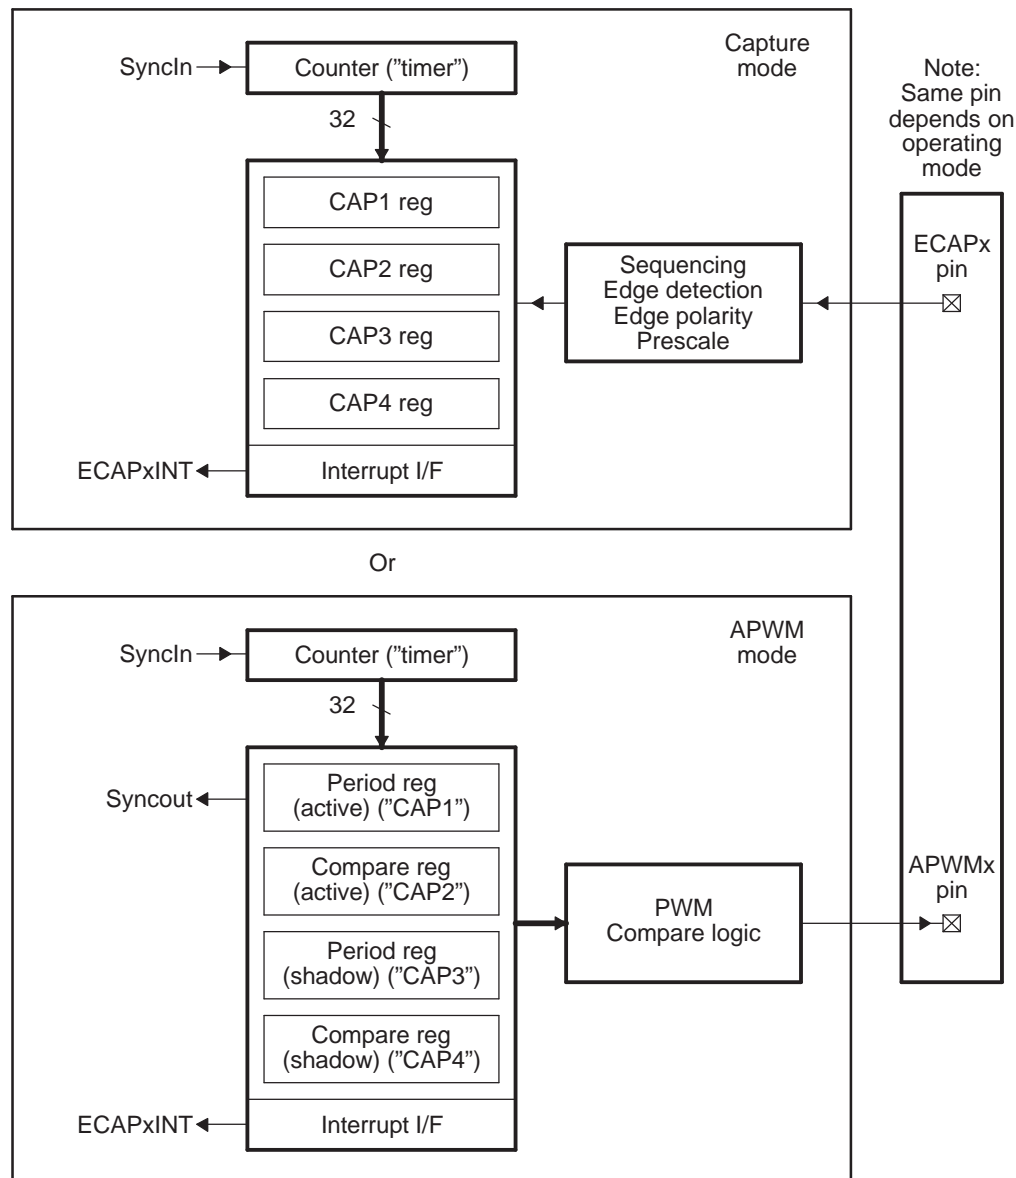 Capture
mode
SyncIn
Counter (”timer”)
32
CAP1 reg
CAP2 reg
CAP3 reg
CAP4 reg
Sequencing
Edge detection
Edge polarity
Prescale
ECAPxINT
Interrupt I/F
Note:
Same pin
depends on
operating
mode
ECAPx
pin
Or
APWM
mode
SyncIn
Counter (”timer”)
32
Syncout
Period reg
(active) (”CAP1”)
Compare reg
(active) (”CAP2”)
Period reg
(shadow) (”CAP3”)
Compare reg
(shadow) (”CAP4”)
PWM
Compare logic
ECAPxINT
Interrupt I/F
APWMx
pin